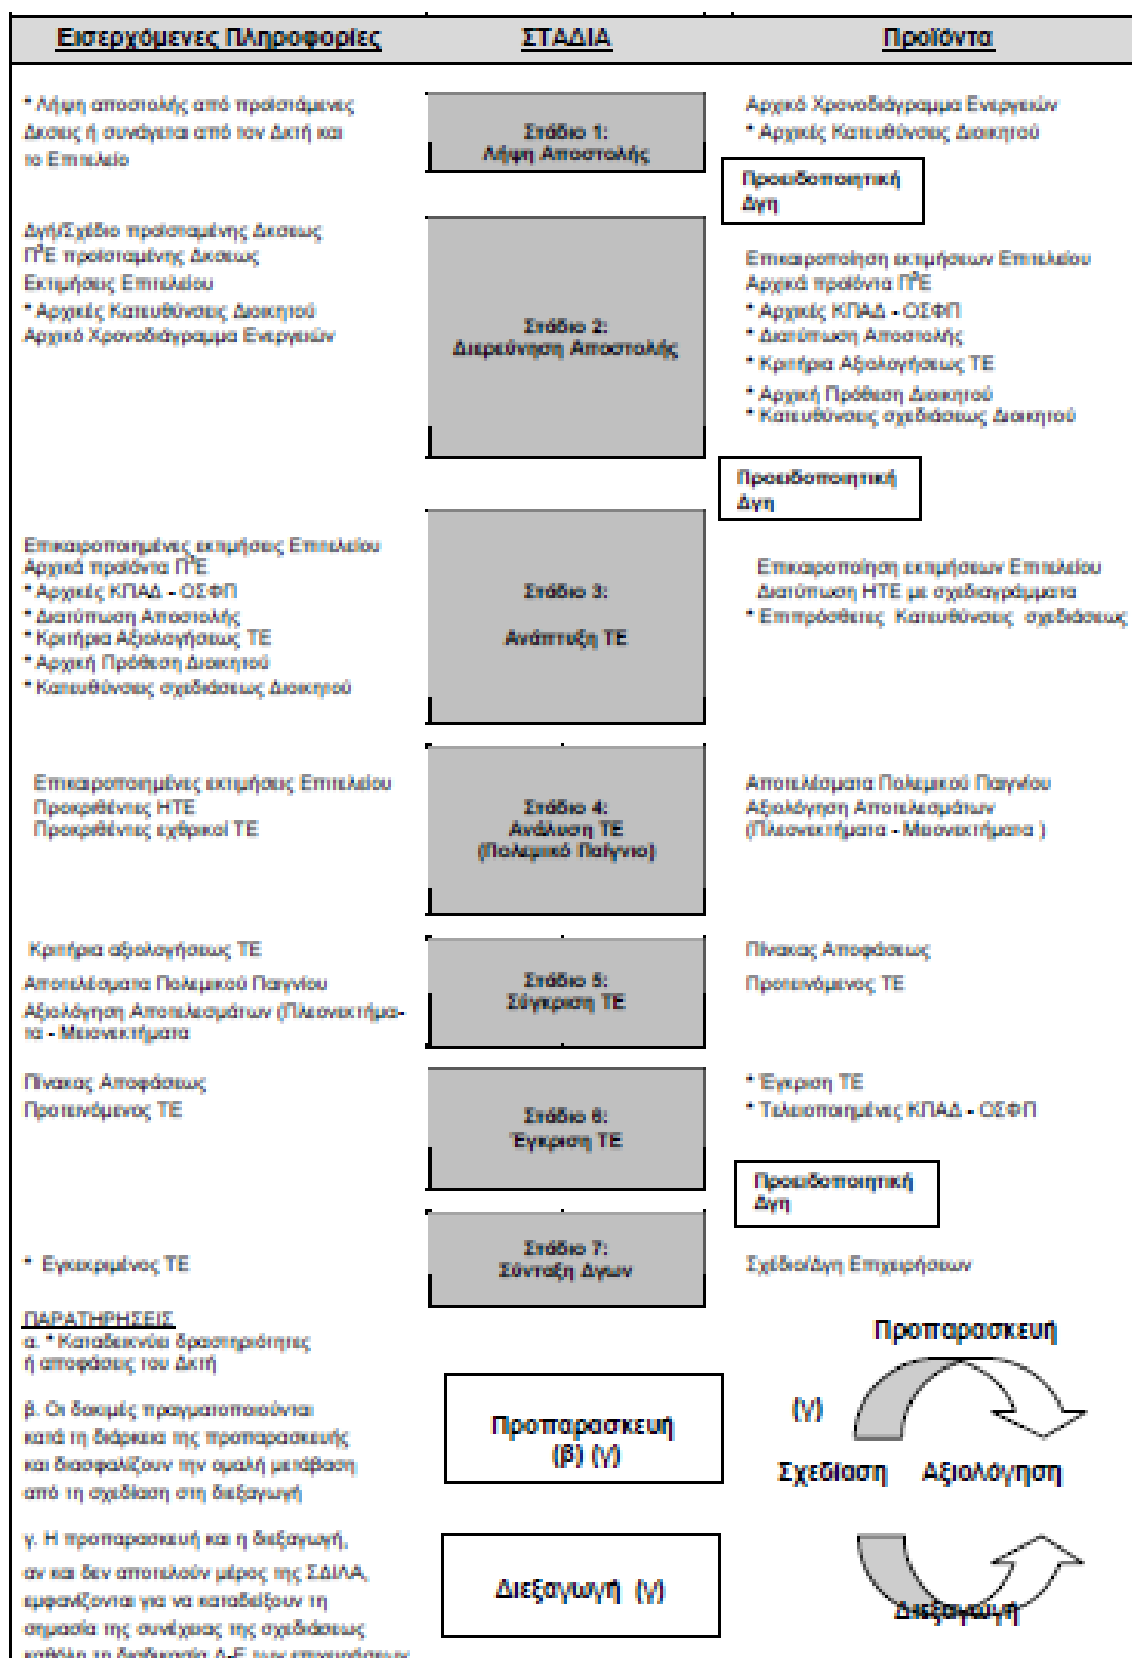 Εισερχόμενες Πληροφορίες
ΣΤΑΔΙΑ
Προϊόντα
* Λήψη αποστολής από προϊστάμενες
Δκσεις ή συνάγεται από τον Δκτή και
το Επιτελείο
Στάδιο 1:
Λήψη Αποστολής
Αρχικό Χρονοδιάγραμμα Ενεργειών
* Αρχικές Κατευθύνσεις Διοικητού
Προειδοποιητική
Δγη
Δγή/Σχέδιο προϊσταμένης Δκσεως
Π³Ε προϊσταμένης Δκσεως
Εκτιμήσεις Επιτελείου
* Αρχικές Κατευθύνσεις Διοικητού
Αρχικό Χρονοδιάγραμμα Ενεργειών
Στάδιο 2:
Διερεύνηση Αποστολής
Επικαιροποίηση εκτιμήσεων Επιτελείου
Αρχικά προϊόντα Π³Ε
* Αρχικές ΚΠΑΔ - ΟΣΦΠ
* Διατύπωση Αποστολής
* Κριτήρια Αξιολογήσεως ΤΕ
* Αρχική Πρόθεση Διοικητού
* Κατευθύνσεις σχεδιάσεως Διοικητού
Προειδοποιητική
Δγη
Επικαιροποιημένες εκτιμήσεις Επιτελείου
Αρχικά προϊόντα Π³Ε
* Αρχικές ΚΠΑΔ - ΟΣΦΠ
* Διατύπωση Αποστολής
* Κριτήρια Αξιολογήσεως ΤΕ
* Αρχική Πρόθεση Διοικητού
* Κατευθύνσεις σχεδιάσεως Διοικητού
Στάδιο 3:
Ανάπτυξη ΤΕ
Επικαιροποίηση εκτιμήσεων Επιτελείου
Διατύπωση ΗΤΕ με σχεδιαγράμματα
* Επιπρόσθετες Κατευθύνσεις σχεδιάσεως
Επικαιροποιημένες εκτιμήσεις Επιτελείου
Προκριθέντες ΗΤΕ
Προκριθέντες εχθρικοί ΤΕ
Στάδιο 4:
Ανάλυση ΤΕ
(Πολεμικό Παίγνιο)
Αποτελέσματα Πολεμικού Παιγνίου
Αξιολόγηση Αποτελεσμάτων
(Πλεονεκτήματα - Μειονεκτήματα )
Κριτήρια αξιολογήσεως ΤΕ
Αποτελέσματα Πολεμικού Παιγνίου
Αξιολόγηση Αποτελεσμάτων (Πλεονεκτήμα-
τα - Μειονεκτήματα
Στάδιο 5:
Σύγκριση ΤΕ
Πίνακας Αποφάσεως
Προτεινόμενος ΤΕ
Πίνακας Αποφάσεως
Προτεινόμενος ΤΕ
Στάδιο 6:
Έγκριση ΤΕ
* Έγκριση ΤΕ
* Τελειοποιημένες ΚΠΑΔ - ΟΣΦΠ
Προειδοποιητική
Δγη
* Εγκεκριμένος ΤΕ
Στάδιο 7:
Σύνταξη Δγων
Σχέδιο/Δγη Επιχειρήσεων
ΠΑΡΑΤΗΡΗΣΕΙΣ
α. * Καταδεικνύει δραστηριότητες
ή αποφάσεις του Δκτή
β. Οι δοκιμές πραγματοποιούνται
κατά τη διάρκεια της προπαρασκευής
και διασφαλίζουν την ομαλή μετάβαση
από τη σχεδίαση στη διεξαγωγή
γ. Η προπαρασκευή και η διεξαγωγή,
αν και δεν αποτελούν μέρος της ΣΔΙΛΑ,
εμφανίζονται για να καταδείξουν τη
σημασία της συνέχειας της σχεδιάσεως
καθόλη τη διαδικασία Δ-Ε των επιχειρήσεων
Προπαρασκευή
(β) (γ)
Διεξαγωγή (γ)
Προπαρασκευή
(γ)
Σχεδίαση Αξιολόγηση
Διεξαγωγή